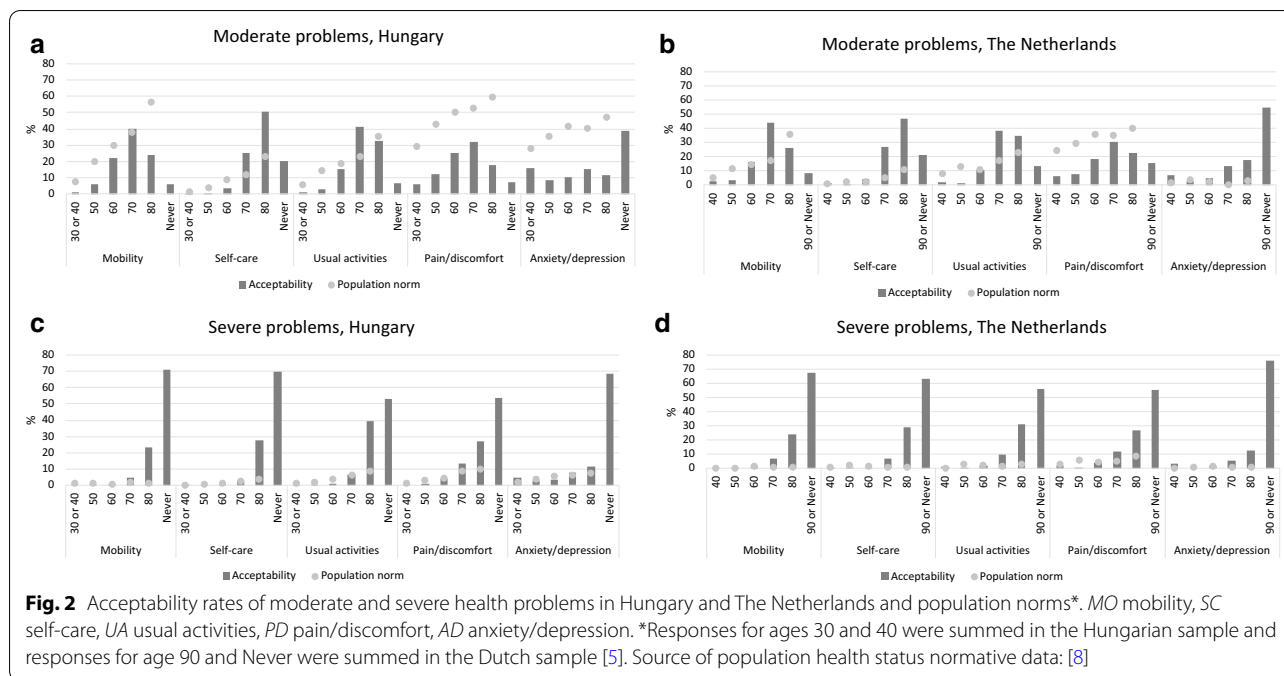 a
Moderate problems, Hungary
%
80
70
60
50
40
30
20
10
0
30 or 40 50 60 70 80 Never 30 or 40 50 60 70 80 Never 30 or 40 50 60 70 80 Never 30 or 40 50 60 70 80 Never 30 or 40 50 60 70 80 Never
Mobility Self-care Usual activities Pain/discomfort Anxiety/depression
Acceptability Population norm
b
Moderate problems, The Netherlands
%
80
70
60
50
40
30
20
10
0
40 50 60 70 80 90 or Never 40 50 60 70 80 90 or Never 40 50 60 70 80 90 or Never 40 50 60 70 80 90 or Never 40 50 60 70 80 90 or Never
Mobility Self-care Usual activities Pain/discomfort Anxiety/depression
Acceptability Population norm
c
Severe problems, Hungary
%
80
70
60
50
40
30
20
10
0
30 or 40 50 60 70 80 Never 30 or 40 50 60 70 80 Never 30 or 40 50 60 70 80 Never 30 or 40 50 60 70 80 Never 30 or 40 50 60 70 80 Never
Mobility Self-care Usual activities Pain/discomfort Anxiety/depression
Acceptability Population norm
d
Severe problems, The Netherlands
%
80
70
60
50
40
30
20
10
0
40 50 60 70 80 90 or Never 40 50 60 70 80 90 or Never 40 50 60 70 80 90 or Never 40 50 60 70 80 90 or Never 40 50 60 70 80 90 or Never
Mobility Self-care Usual activities Pain/discomfort Anxiety/depression
Acceptability Population norm
Fig. 2 Acceptability rates of moderate and severe health problems in Hungary and The Netherlands and population norms*. MO mobility, SC
self-care, UA usual activities, PD pain/discomfort, AD anxiety/depression. *Responses for ages 30 and 40 were summed in the Hungarian sample and
responses for age 90 and Never were summed in the Dutch sample [5]. Source of population health status normative data: [8]